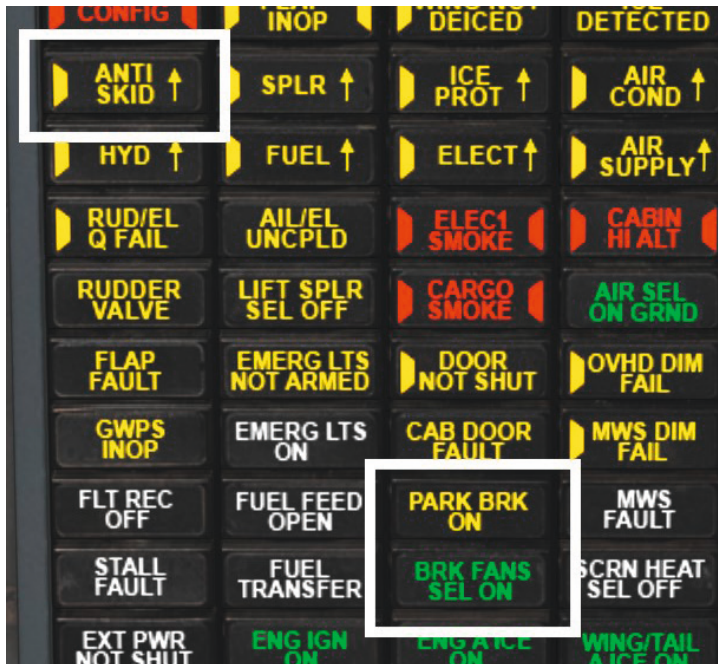 CONFIG
FLAP
INOP
WING NOT
DEICED
ICE
DETECTED
ANTI
SKID ↑
SPLR ↑
ICE
PROT ↑
AIR
COND ↑
HYD ↑
FUEL ↑
ELECT ↑
AIR
SUPPLY ↑
RUD/EL
Q FAIL
AIL/EL
UNCPLD
ELEC1
SMOKE
CABIN
HI ALT
RUDDER
VALVE
LIFT SPLR
SEL OFF
CARGO
SMOKE
AIR SEL
ON GRND
FLAP
FAULT
EMERG LTS
NOT ARMED
DOOR
NOT SHUT
OVHD DIM
FAIL
GWPS
INOP
EMERG LTS
ON
CAB DOOR
FAULT
MWS DIM
FAIL
FLT REC
OFF
FUEL FEED
OPEN
PARK BRK
ON
MWS
FAULT
STALL
FAULT
FUEL
TRANSFER
BRK FANS
SEL ON
SCRN HEAT
SEL OFF
EXT PWR
NOT SHUT
ENG IGN
ON
ENG A ICE
ON
WING/TAIL
A ICE ON